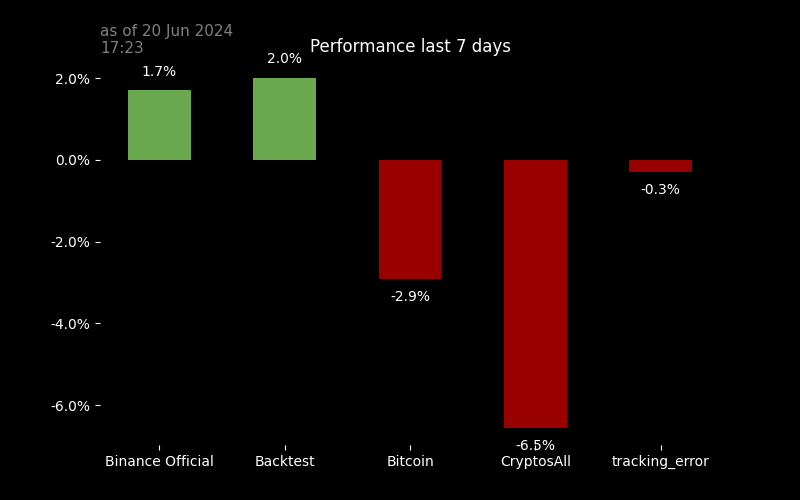 as of 20 Jun 2024
17:23
Performance last 7 days
2.0%
0.0%
-2.0%
-4.0%
-6.0%
1.7%
2.0%
-2.9%
-6.5%
-0.3%
Binance Official
Backtest
Bitcoin
CryptosAll
tracking_error